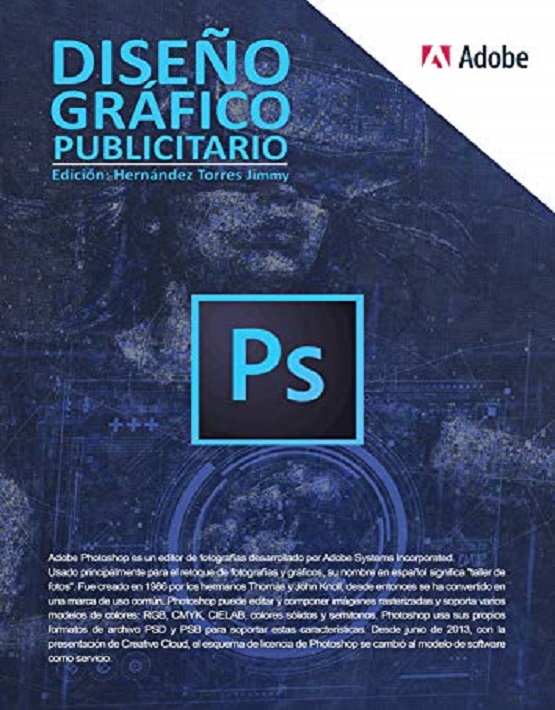 DISEÑO
GRÁFICO
PUBLICITARIO
Edición: Hernández Torres Jimmy
Adobe
Ps
Adobe Photoshop es un editor de fotografías desarrollado por Adobe Systems Incorporated.
Usado principalmente para el retoque de fotografías y gráficos, su nombre en español significa "taller de
fotos". Fue creado en 1986 por los hermanos Thomas y John Knoll, desde entonces se ha convertido en
una marca de uso común. Photoshop puede editar y componer imágenes rasterizadas y soporta varios
modelos de colores: RGB, CMYK, CIELAB, colores sólidos y semitonos. Photoshop usa sus propios
formatos de archivo PSD y PSB para soportar estas características. Desde junio de 2013, con la
presentación de Creative Cloud, el esquema de licencia de Photoshop se cambió al modelo de software
como servicio.